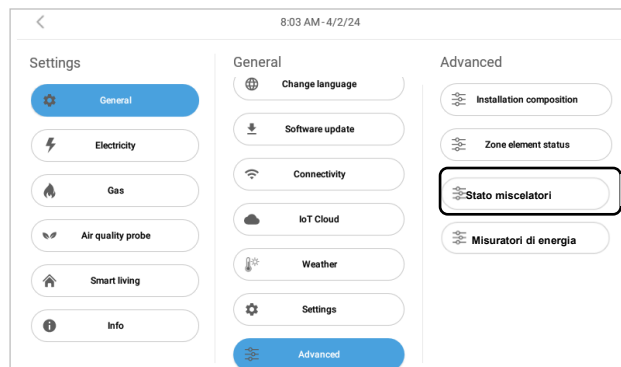 8:03 AM - 4/2/24
Settings
General
Electricity
Gas
Air quality probe
Smart living
Info
General
Change language
Software update
Connectivity
IoT Cloud
Weather
Settings
Advanced
Advanced
Installation composition
Zone element status
Stato miscelatori
Misuratori di energia